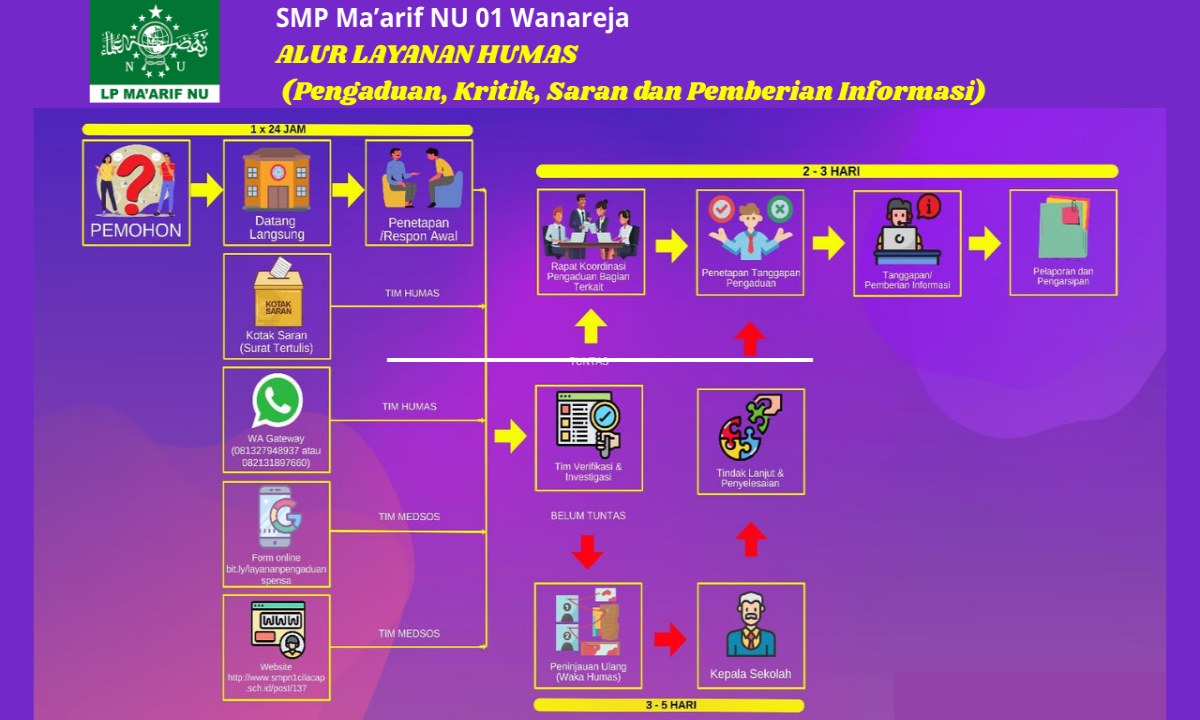 SMP Ma’arif NU 01 Wanareja
ALUR LAYANAN HUMAS
(Pengaduan, Kritik, Saran dan Pemberian Informasi)
N U
LP MA'ARIF NU
1 x 24 JAM
PEMOHON
Datang
Langsung
Penetapan
/Respon Awal
KOTAK
SARAN
Kotak Saran
(Surat Tertulis)
TIM HUMAS
WA Gateway
(081327948937 atau
082131897660)
TIM HUMAS
Form online
bit.ly/layananpengaduan
spensa
TIM MEDSOS
WWW
Website
http://www.smpn1cilacap
.sch.id/post/137
TIM MEDSOS
2 - 3 HARI
Rapat Koordinasi
Pengaduan Bagian
Terkait
Penetapan Tanggapan
Pengaduan
Tanggapan/
Pemberian Informasi
Pelaporan dan
Pengarsipan
TUNTAS
Tim Verifikasi &
Investigasi
Tindak Lanjut &
Penyelesaian
BELUM TUNTAS
1
2
Peninjauan Ulang
(Waka Humas)
Kepala Sekolah
3 - 5 HARI